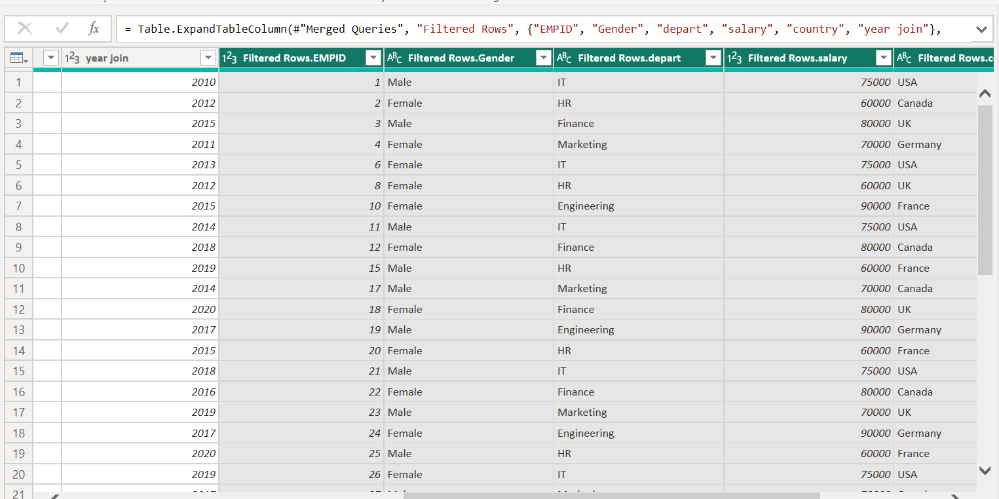 fx = Table.ExpandTableColumn(#"Merged Queries", "Filtered Rows", {"EMPID", "Gender", "depart", "salary", "country", "year join"},
123 year join 123 Filtered Rows.EMPID ABC Filtered Rows.Gender ABC Filtered Rows.depart 123 Filtered Rows.salary ABC Filtered Rows.c
1 2010 1 Male IT 75000 USA
2 2012 2 Female HR 60000 Canada
3 2015 3 Male Finance 80000 UK
4 2011 4 Female Marketing 70000 Germany
5 2013 6 Female IT 75000 USA
6 2012 8 Female HR 60000 UK
7 2015 10 Female Engineering 90000 France
8 2014 11 Male IT 75000 USA
9 2018 12 Female Finance 80000 Canada
10 2019 15 Male HR 60000 France
11 2014 17 Male Marketing 70000 Canada
12 2020 18 Female Finance 80000 UK
13 2017 19 Male Engineering 90000 Germany
14 2015 20 Female HR 60000 France
15 2018 21 Male IT 75000 USA
16 2016 22 Female Finance 80000 Canada
17 2019 23 Male Marketing 70000 UK
18 2017 24 Female Engineering 90000 Germany
19 2020 25 Male HR 60000 France
20 2019 26 Female IT 75000 USA
21